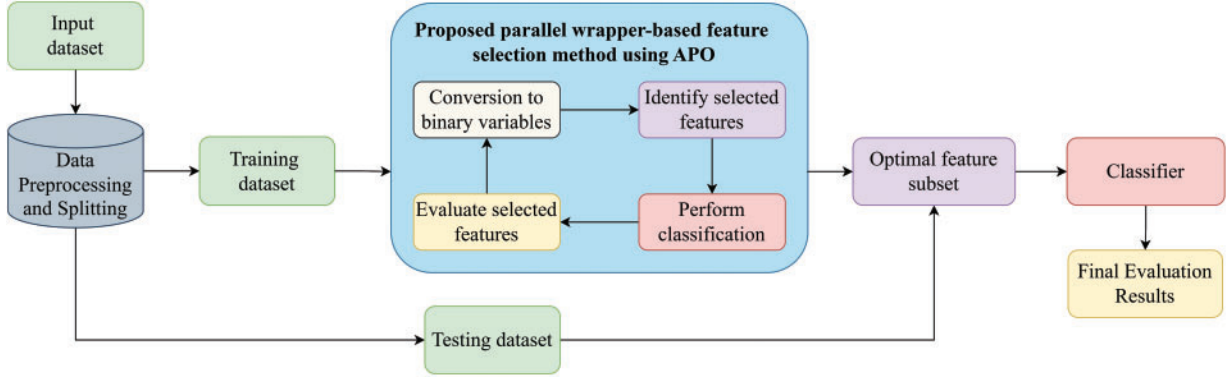 Input
dataset
Data
Preprocessing
and Splitting
Training
dataset
Proposed parallel wrapper-based feature
selection method using APO
Conversion to
binary variables
Identify selected
features
Evaluate selected
features
Perform
classification
Optimal feature
subset
Classifier
Final Evaluation
Results
Testing dataset